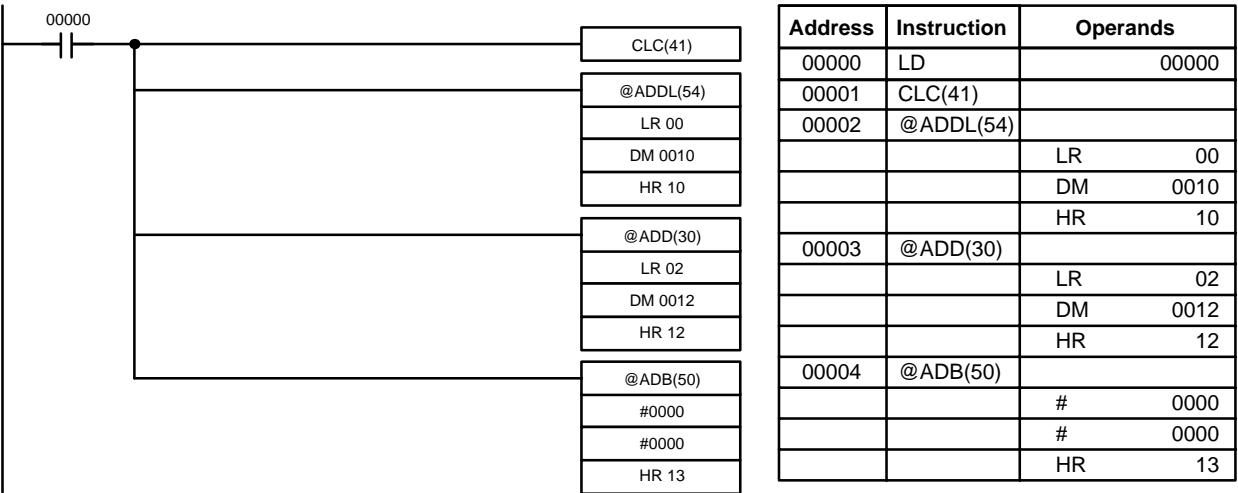 00000
CLC(41)
@ADDL(54)
LR 00
DM 0010
HR 10
@ADD(30)
LR 02
DM 0012
HR 12
@ADB(50)
#0000
#0000
HR 13
Address Instruction Operands
00000 LD 00000
00001 CLC(41)
00002 @ADDL(54)
LR 00
DM 0010
HR 10
00003 @ADD(30)
LR 02
DM 0012
HR 12
00004 @ADB(50)
# 0000
# 0000
HR 13